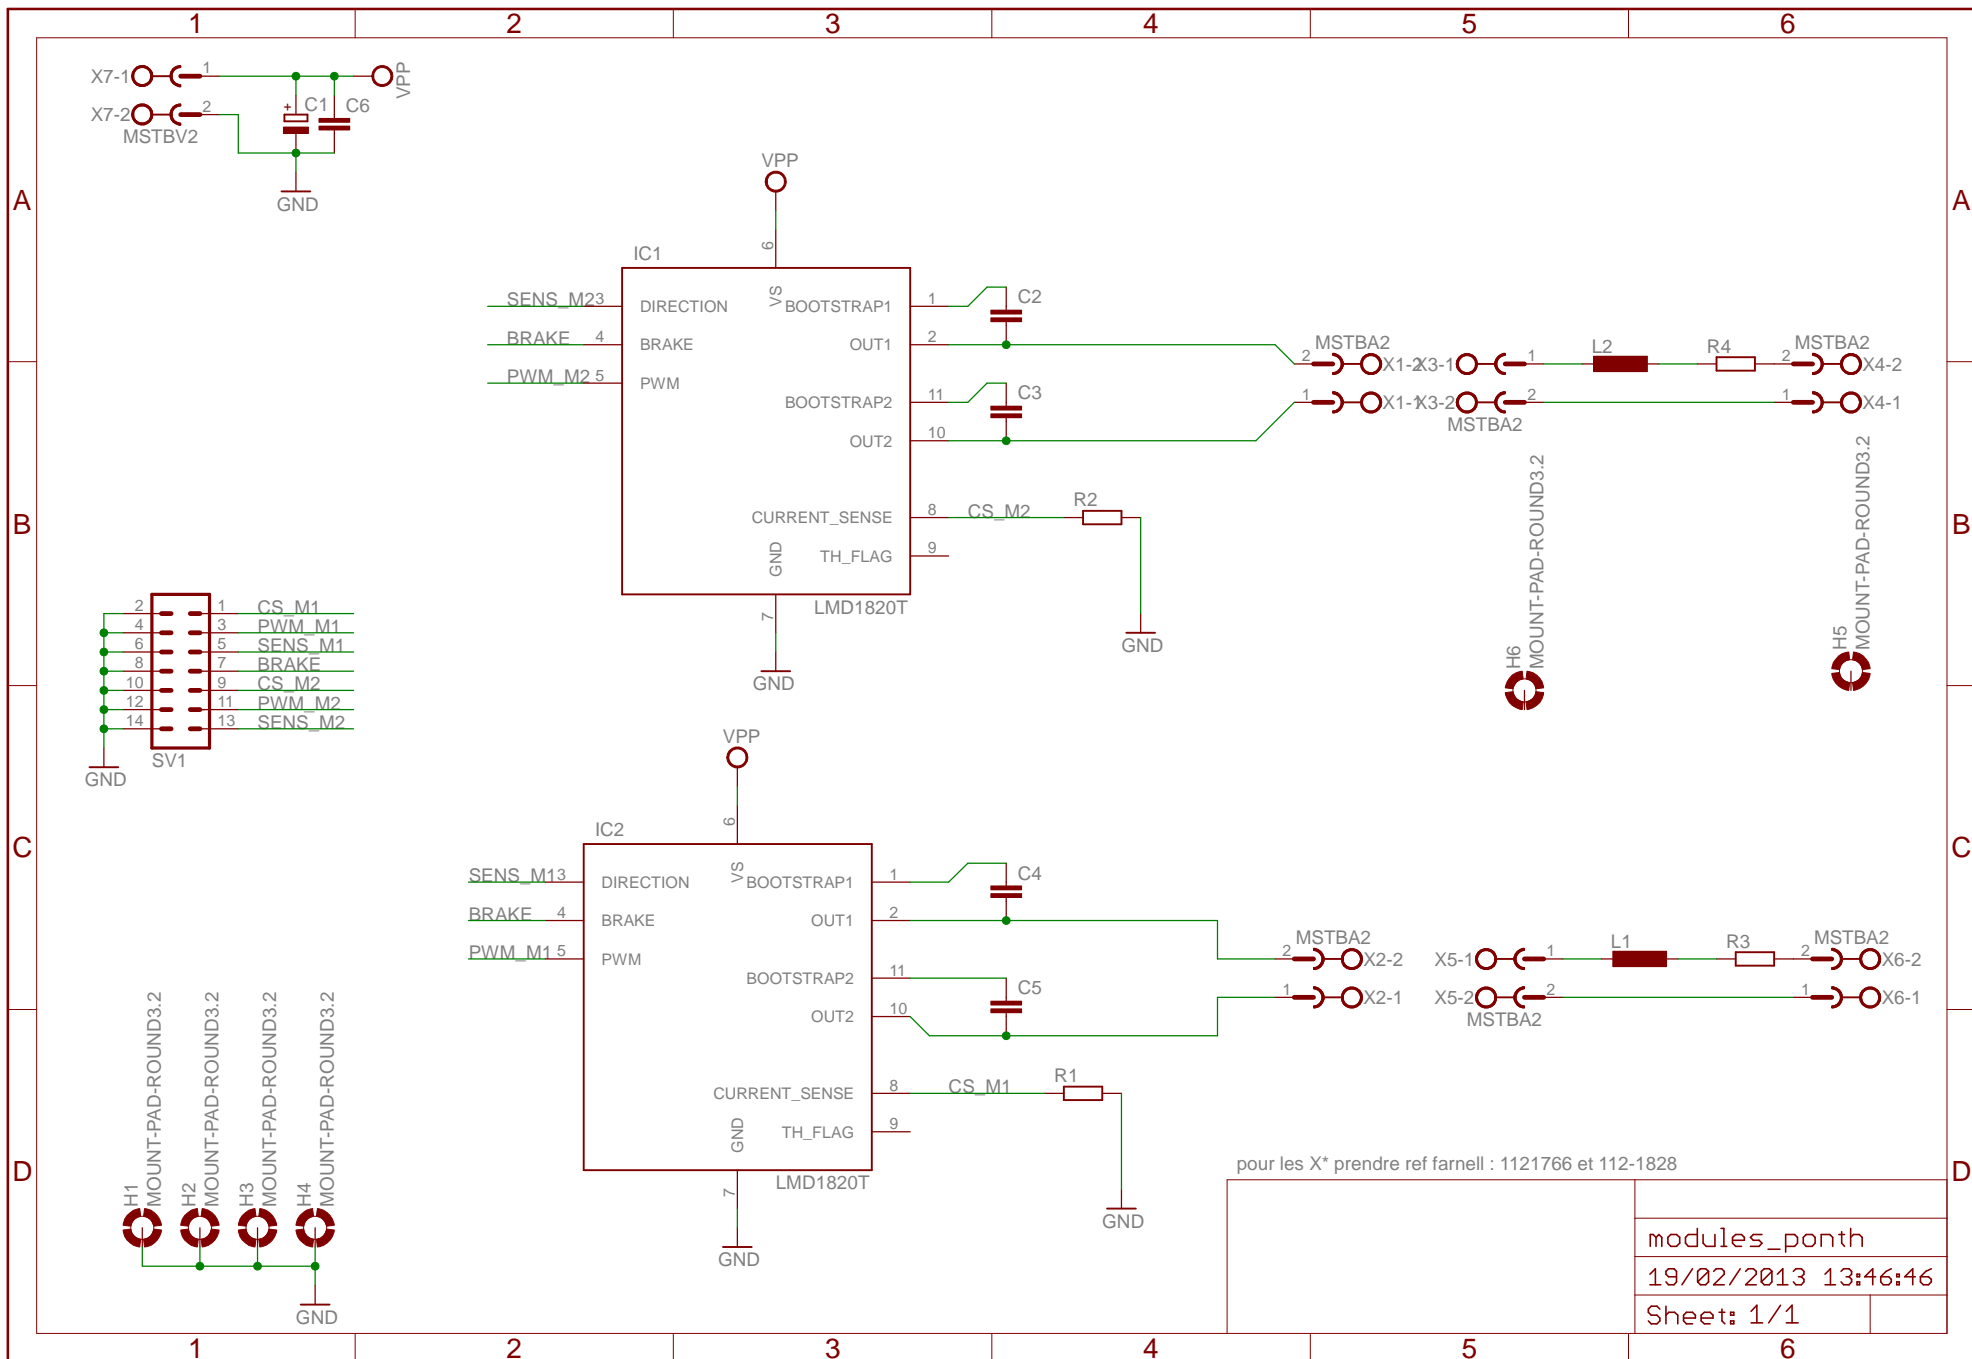 1 2 3 4 5 6
A A
B B
C C
D D
X7-1 1
X7-2 2
MSTBV2
+ C1 C6
VPP
GND
VPP
6
IC1
SENS_M2 3 DIRECTION
BRAKE 4 BRAKE
PWM_M2 5 PWM
VS
BOOTSTRAP1 1 C2
OUT1 2
BOOTSTRAP2 11 C3
OUT2 10
CURRENT_SENSE 8 CS_M2 R2
TH_FLAG 9
GND
7
LMD1820T
GND
GND
MSTBA2
2 X1-2
1 X1-1
X3-1 1
X3-2 2
MSTBA2
L2 R4
MSTBA2
2 X4-2
1 X4-1
H6
MOUNT-PAD-ROUND3.2
H5
MOUNT-PAD-ROUND3.2
2 1 CS_M1
4 3 PWM_M1
6 5 SENS_M1
8 7 BRAKE
10 9 CS_M2
12 11 PWM_M2
14 13 SENS_M2
SV1
GND
VPP
6
IC2
SENS_M1 3 DIRECTION
BRAKE 4 BRAKE
PWM_M1 5 PWM
VS
BOOTSTRAP1 1 C4
OUT1 2
BOOTSTRAP2 11 C5
OUT2 10
CURRENT_SENSE 8 CS_M1 R1
TH_FLAG 9
GND
7
LMD1820T
GND
GND
MSTBA2
2 X2-2
1 X2-1
X5-1 1
X5-2 2
MSTBA2
L1 R3
MSTBA2
2 X6-2
1 X6-1
H1
MOUNT-PAD-ROUND3.2
H2
MOUNT-PAD-ROUND3.2
H3
MOUNT-PAD-ROUND3.2
H4
MOUNT-PAD-ROUND3.2
GND
pour les X* prendre ref farnell : 1121766 et 112-1828
modules_ponth
19/02/2013 13:46:46
Sheet: 1/1
1 2 3 4 5 6